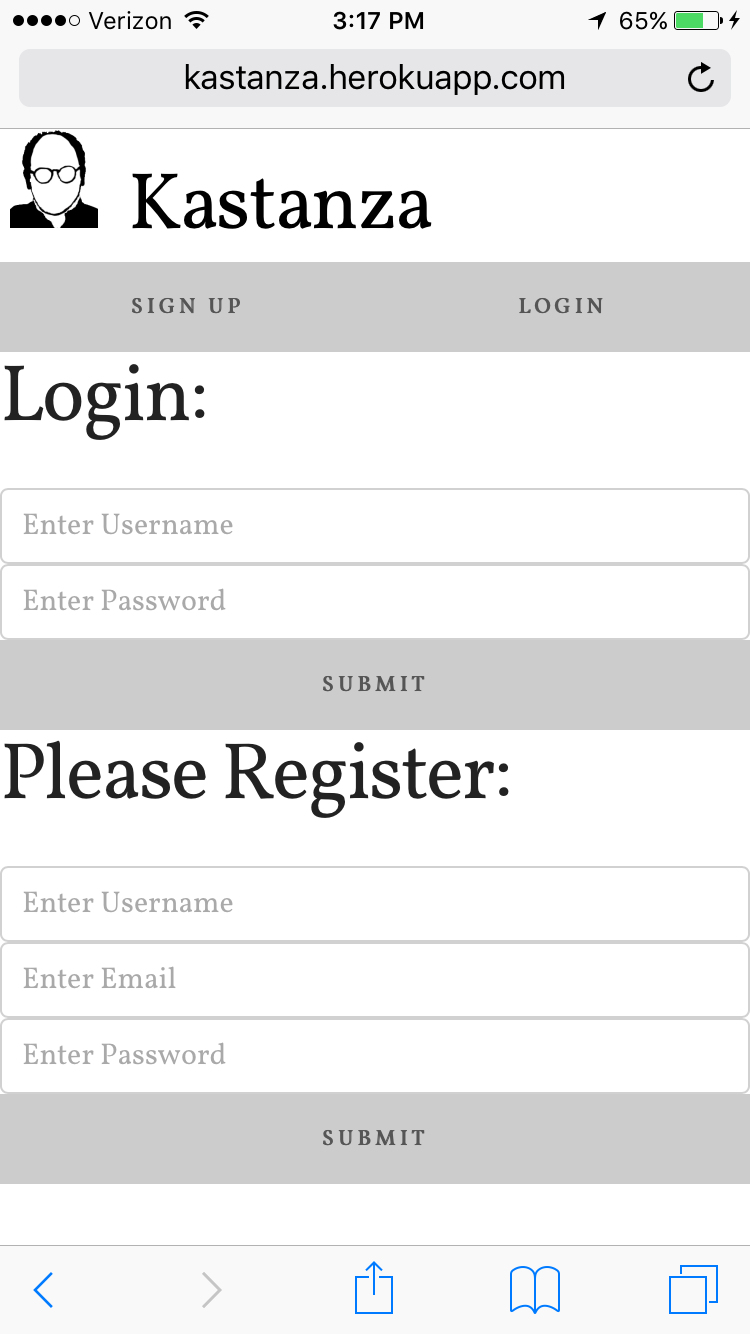 Verizon 3:17 PM 65%
kastanza.herokuapp.com
Kastanza
SIGN UP LOGIN
Login:
Enter Username
Enter Password
SUBMIT
Please Register:
Enter Username
Enter Email
Enter Password
SUBMIT